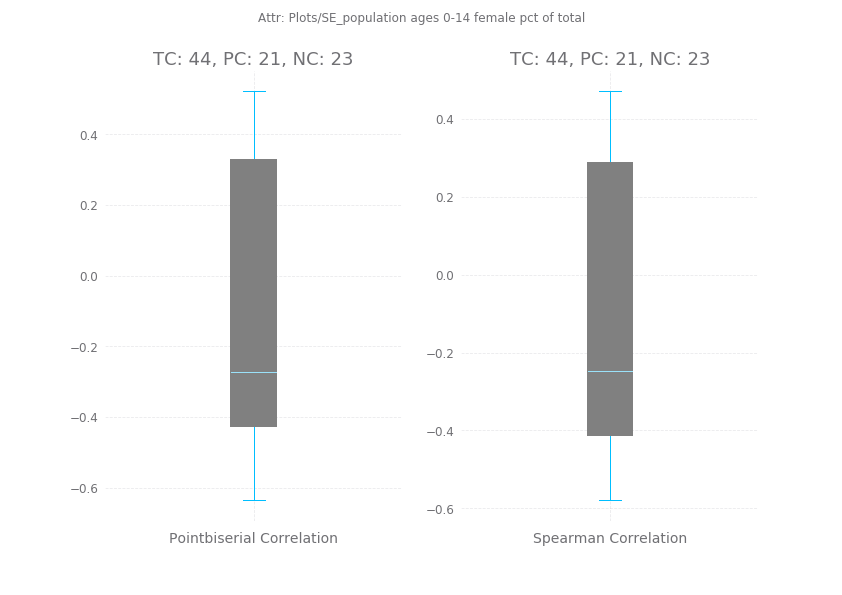 Attr: Plots/SE_population ages 0-14 female pct of total
TC: 44, PC: 21, NC: 23
0.4
0.2
0.0
−0.2
−0.4
−0.6
Pointbiserial Correlation
TC: 44, PC: 21, NC: 23
0.4
0.2
0.0
−0.2
−0.4
−0.6
Spearman Correlation